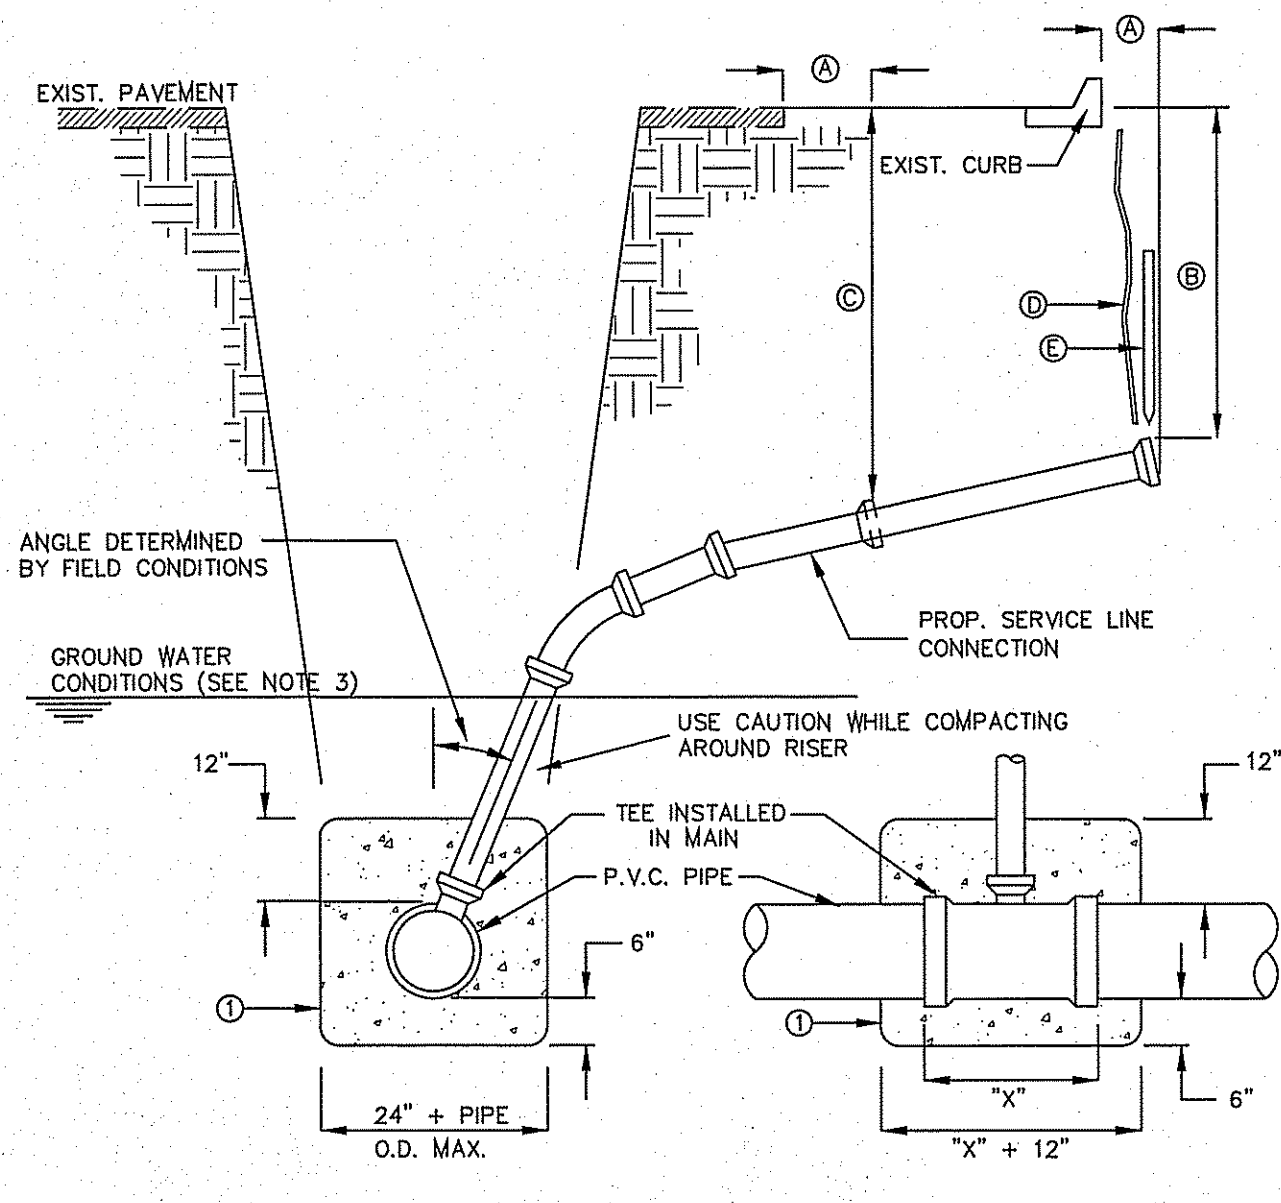 Ⓐ
Ⓐ
EXIST. PAVEMENT
EXIST. CURB
Ⓑ
Ⓒ
Ⓓ
Ⓔ
ANGLE DETERMINED
BY FIELD CONDITIONS
PROP. SERVICE LINE
CONNECTION
GROUND WATER
CONDITIONS (SEE NOTE 3)
USE CAUTION WHILE COMPACTING
AROUND RISER
12"
12"
TEE INSTALLED
IN MAIN
P.V.C. PIPE
6"
①
①
"X"
6"
24" + PIPE
O.D. MAX.
"X" + 12"